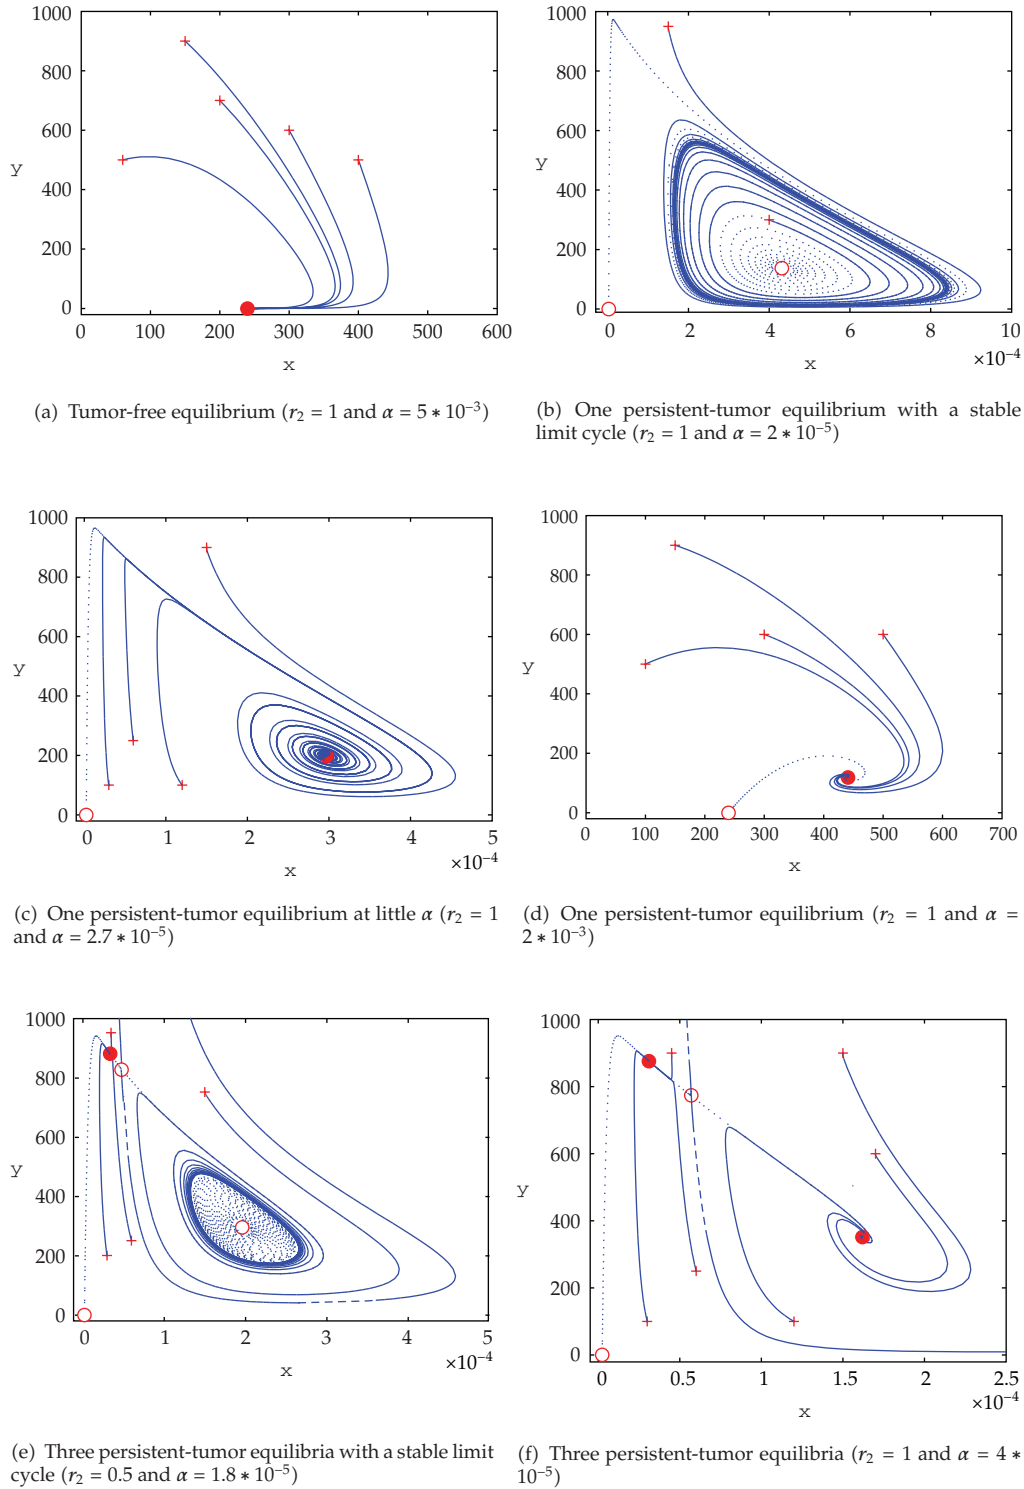 1000
800
600
y
400
200
0
0 100 200 300 400 500 600
x
(a) Tumor-free equilibrium (r₂ = 1 and α = 5 ∗ 10⁻³)
1000
800
600
y
400
200
0
0 2 4 6 8 10
×10⁻⁴
x
(b) One persistent-tumor equilibrium with a stable
limit cycle (r₂ = 1 and α = 2 ∗ 10⁻⁵)
1000
800
600
y
400
200
0
0 1 2 3 4 5
×10⁻⁴
x
(c) One persistent-tumor equilibrium at little α (r₂ = 1
and α = 2.7 ∗ 10⁻⁵)
1000
800
600
y
400
200
0
0 100 200 300 400 500 600 700
x
(d) One persistent-tumor equilibrium (r₂ = 1 and α =
2 ∗ 10⁻³)
1000
800
600
y
400
200
0
0 1 2 3 4 5
×10⁻⁴
x
(e) Three persistent-tumor equilibria with a stable limit
cycle (r₂ = 0.5 and α = 1.8 ∗ 10⁻⁵)
1000
800
600
y
400
200
0
0 0.5 1 1.5 2 2.5
×10⁻⁴
x
(f) Three persistent-tumor equilibria (r₂ = 1 and α = 4 ∗
10⁻⁵)